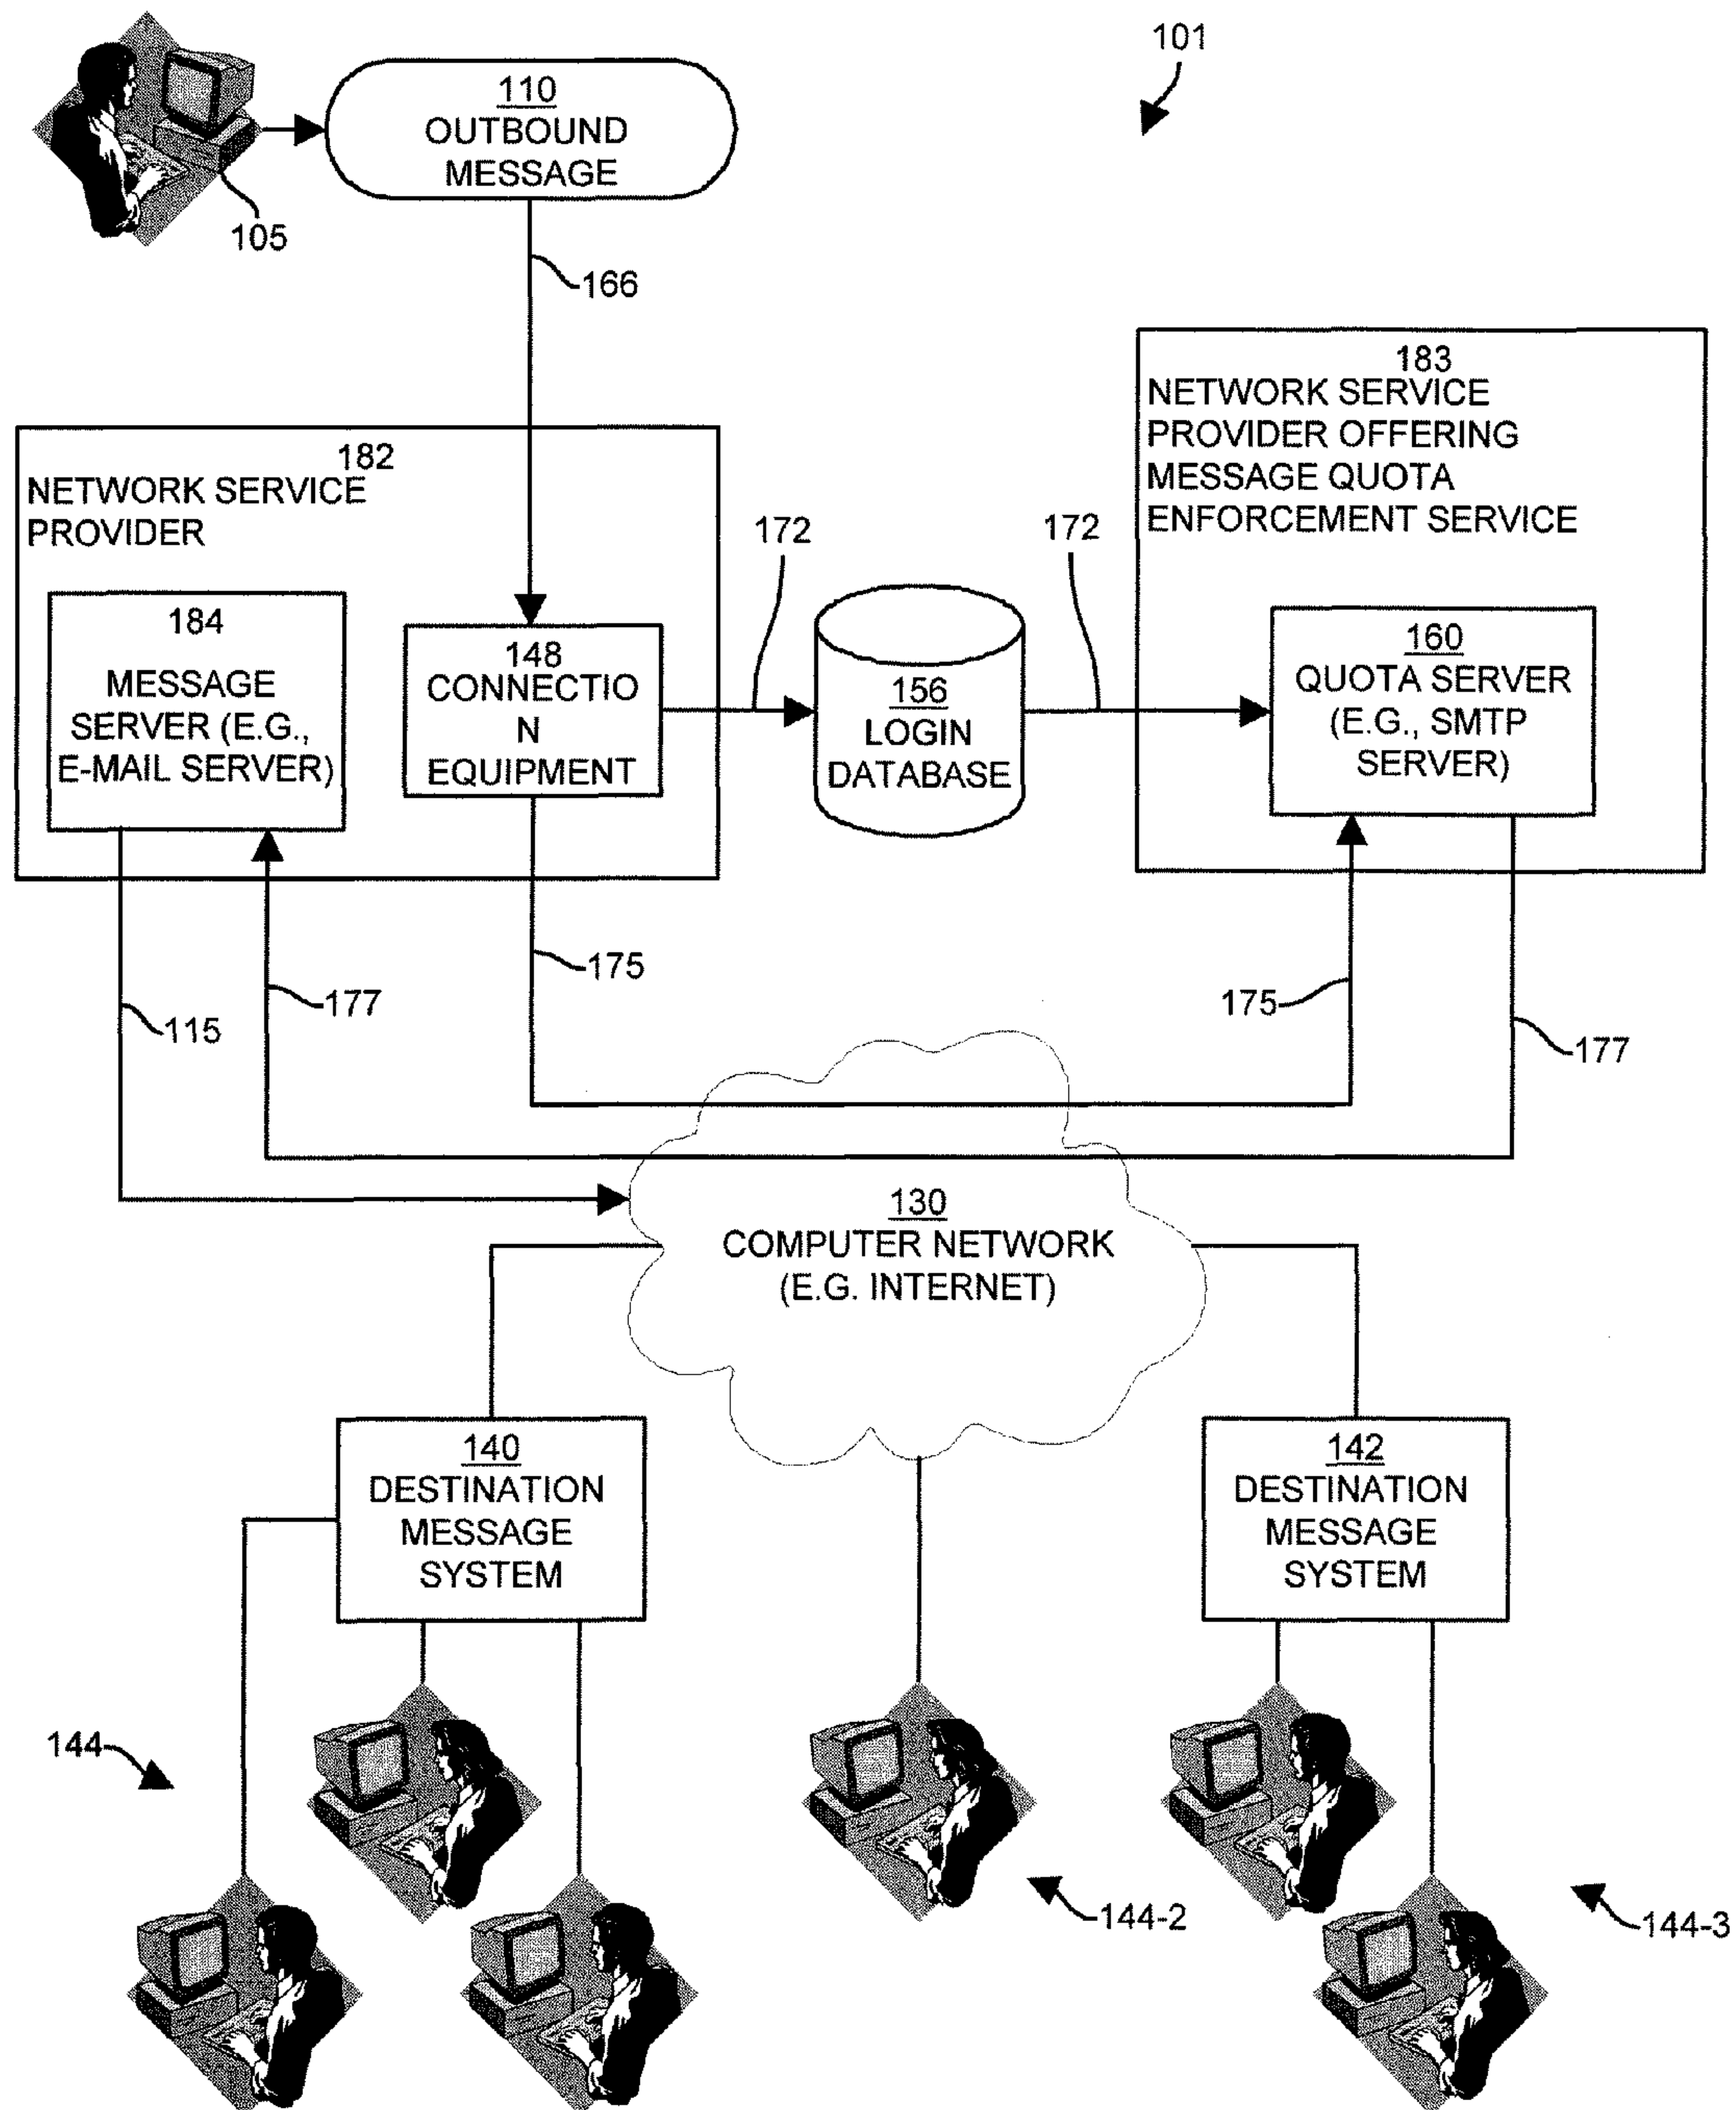 101
110
OUTBOUND
MESSAGE
105
166
183
NETWORK SERVICE
PROVIDER OFFERING
MESSAGE QUOTA
ENFORCEMENT SERVICE
182
NETWORK SERVICE
PROVIDER
172
172
184
MESSAGE
SERVER (E.G.,
E-MAIL SERVER)
148
CONNECTIO
N
EQUIPMENT
156
LOGIN
DATABASE
160
QUOTA SERVER
(E.G., SMTP
SERVER)
175
177
175
115
177
130
COMPUTER NETWORK
(E.G. INTERNET)
140
DESTINATION
MESSAGE
SYSTEM
142
DESTINATION
MESSAGE
SYSTEM
144
144-2
144-3